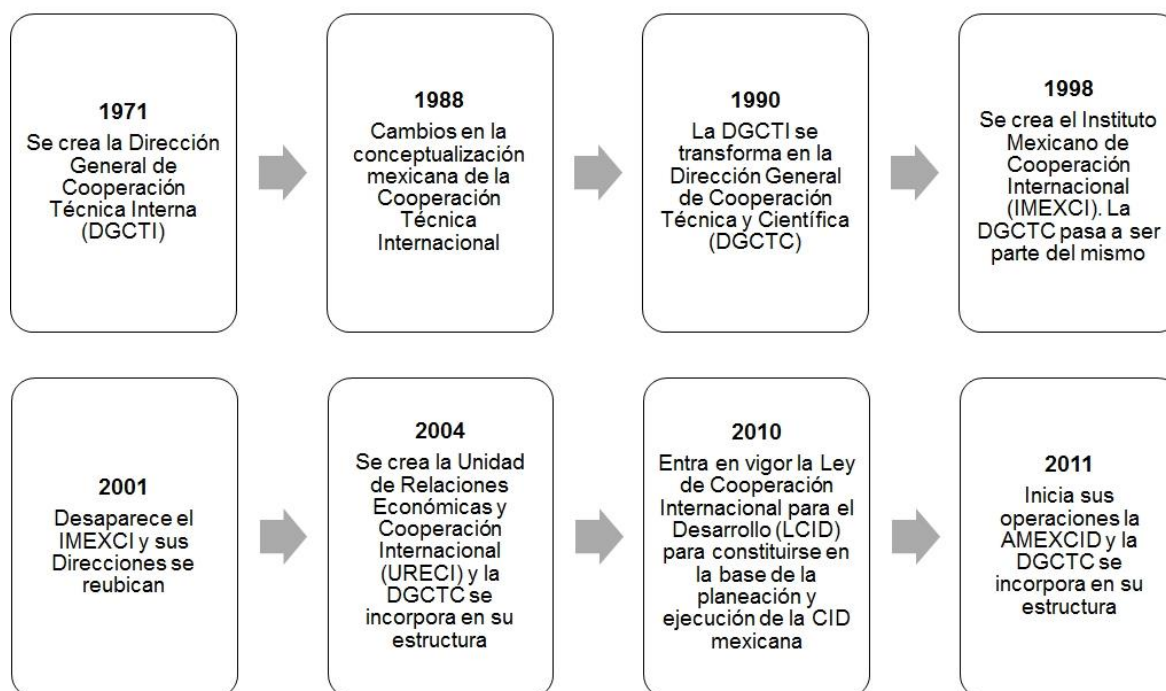 1971
Se crea la Dirección
General de
Cooperación
Técnica Interna
(DGCTI)
1988
Cambios en la
conceptualización
mexicana de la
Cooperación
Técnica
Internacional
1990
La DGCTI se
transforma en la
Dirección General
de Cooperación
Técnica y Científica
(DGCTC)
1998
Se crea el Instituto
Mexicano de
Cooperación
Internacional
(IMEXCI). La
DGCTC pasa a ser
parte del mismo
2001
Desaparece el
IMEXCI y sus
Direcciones se
reubican
2004
Se crea la Unidad
de Relaciones
Económicas y
Cooperación
Internacional
(URECI) y la
DGCTC se
incorpora en su
estructura
2010
Entra en vigor la Ley
de Cooperación
Internacional para el
Desarrollo (LCID)
para constituirse en
la base de la
planeación y
ejecución de la CID
mexicana
2011
Inicia sus
operaciones la
AMEXCID y la
DGCTC se
incorpora en su
estructura